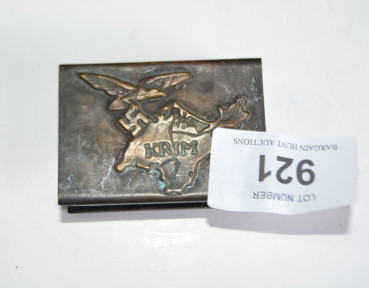 KRIM
LOT NUMBER
921
BARGAIN HUNT AUCTIONS